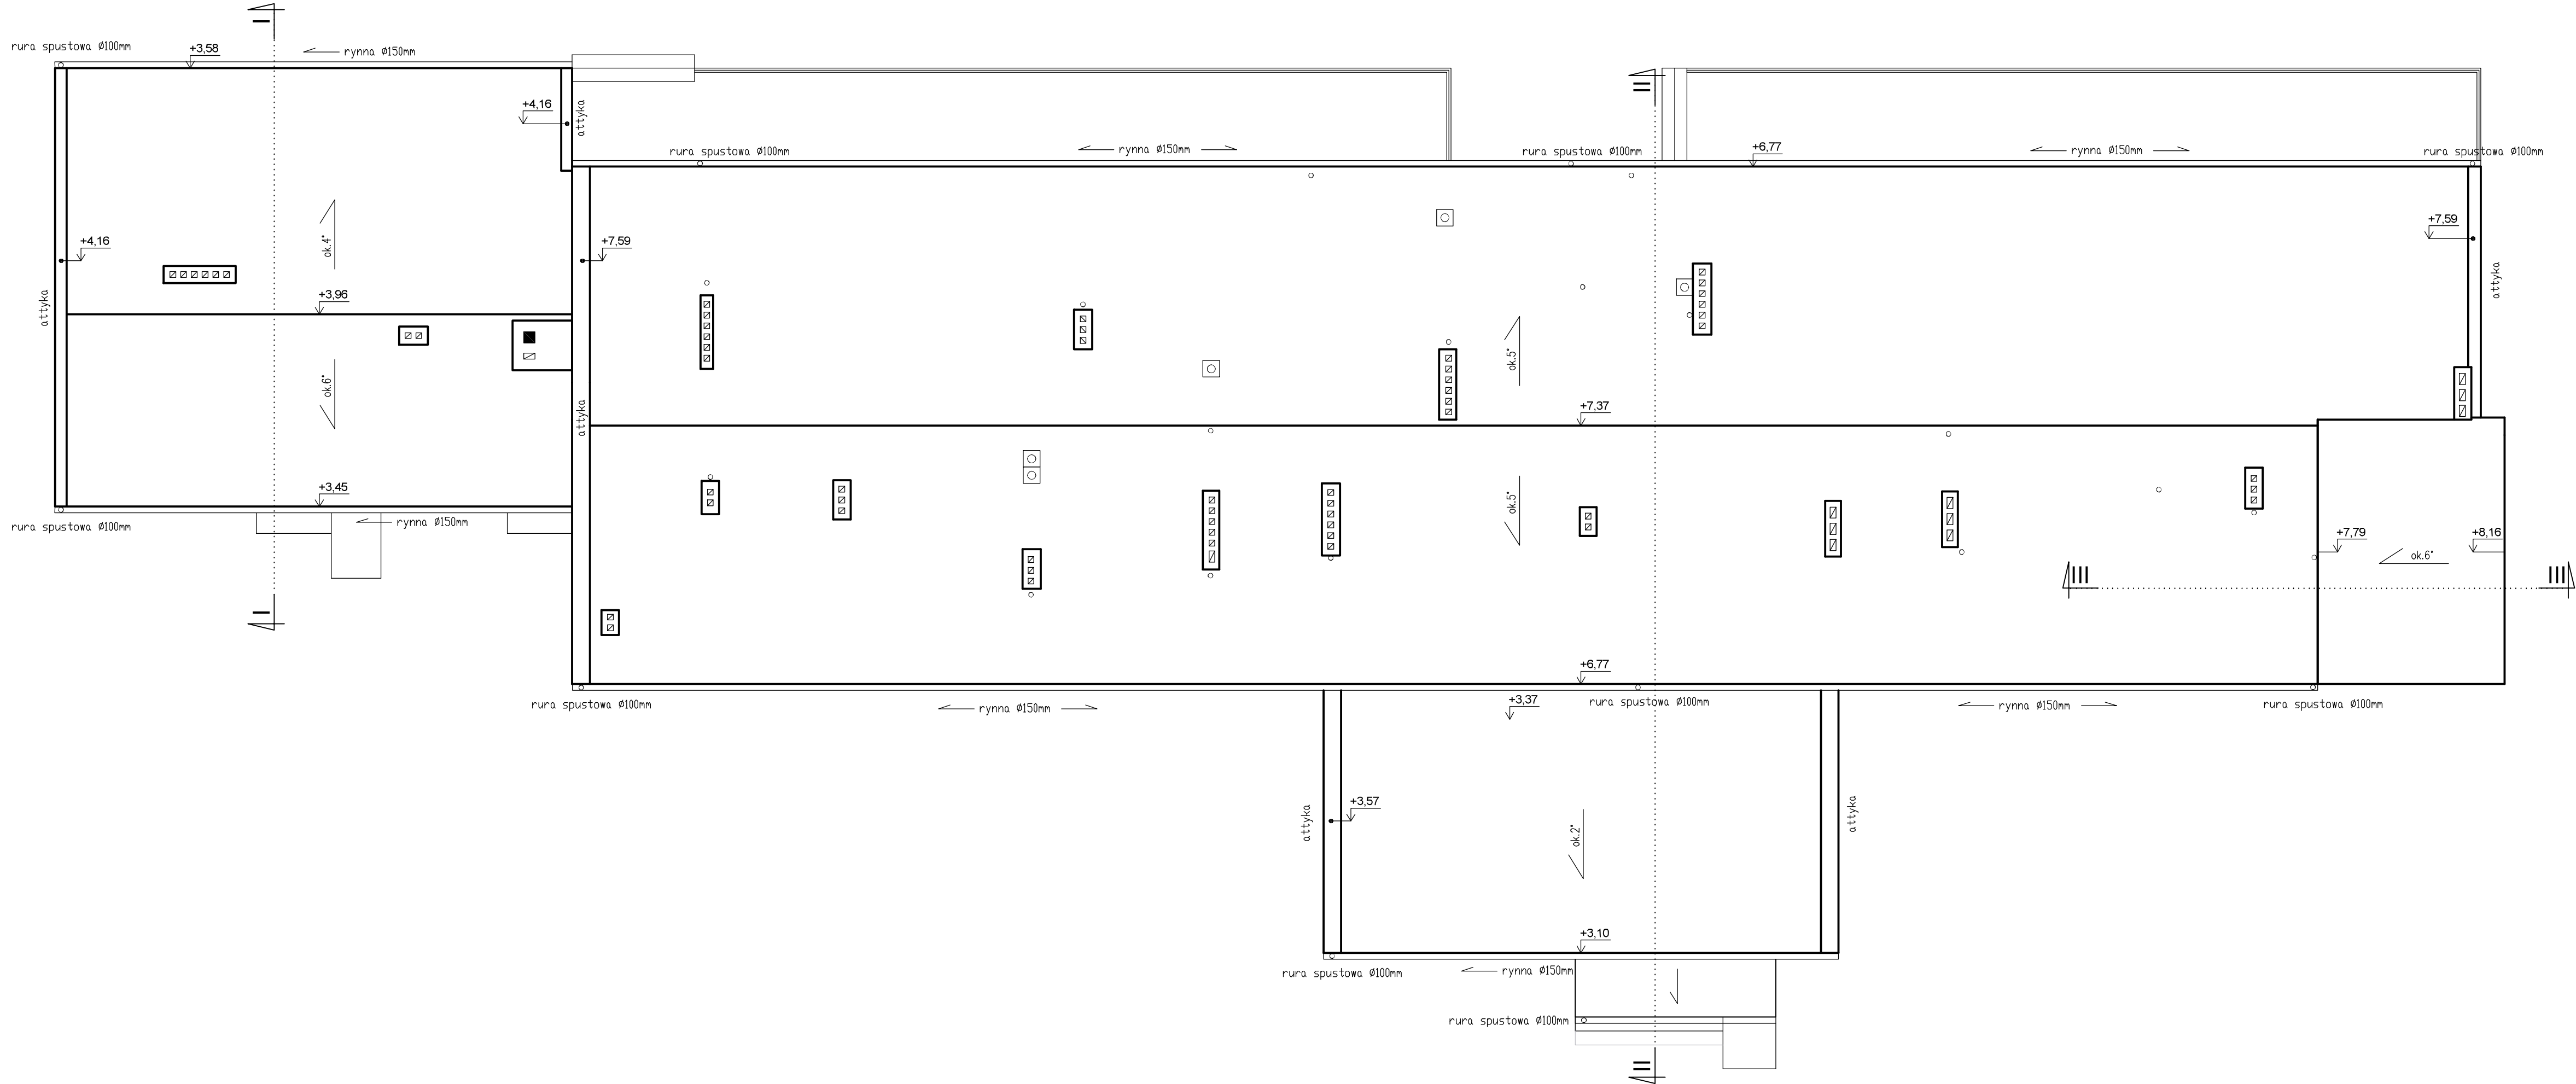 I
rura spustowa Ø100mm
+3,58
rynna Ø150mm
II
+4,16
attyka
rura spustowa Ø100mm
rynna Ø150mm
rura spustowa Ø100mm
+6,77
rynna Ø150mm
rura spustowa Ø100mm
ok.4°
+4,16
+7,59
+7,59
attyka
attyka
+3,96
ok.5°
ok.6°
attyka
+7,37
+3,45
rura spustowa Ø100mm
rynna Ø150mm
ok.5°
+7,79
+8,16
ok.6°
III
III
I
+6,77
rura spustowa Ø100mm
rynna Ø150mm
+3,37
rura spustowa Ø100mm
rynna Ø150mm
rura spustowa Ø100mm
attyka
+3,57
attyka
ok.2°
+3,10
rura spustowa Ø100mm
rynna Ø150mm
rura spustowa Ø100mm
II